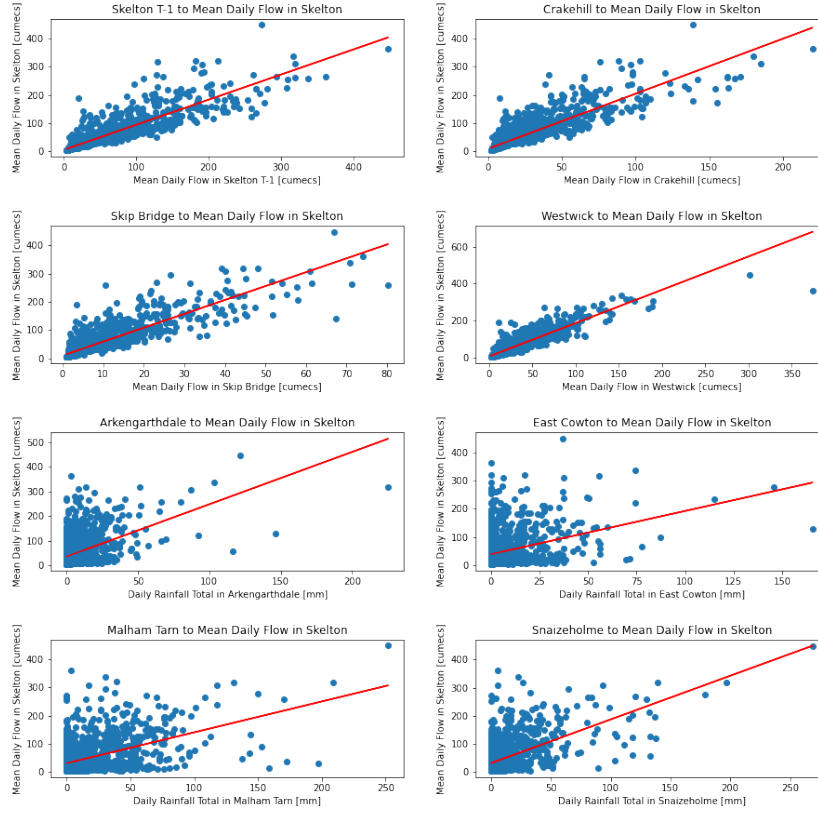 Skelton T-1 to Mean Daily Flow in Skelton
Mean Daily Flow in Skelton [cumecs]
400
300
200
100
0
0 100 200 300 400
Mean Daily Flow in Skelton T-1 [cumecs]
Crakehill to Mean Daily Flow in Skelton
Mean Daily Flow in Skelton [cumecs]
400
300
200
100
0
0 50 100 150 200
Mean Daily Flow in Crakehill [cumecs]
Skip Bridge to Mean Daily Flow in Skelton
Mean Daily Flow in Skelton [cumecs]
400
300
200
100
0
0 10 20 30 40 50 60 70 80
Mean Daily Flow in Skip Bridge [cumecs]
Westwick to Mean Daily Flow in Skelton
Mean Daily Flow in Skelton [cumecs]
600
400
200
0
0 50 100 150 200 250 300 350
Mean Daily Flow in Westwick [cumecs]
Arkengarthdale to Mean Daily Flow in Skelton
Mean Daily Flow in Skelton [cumecs]
500
400
300
200
100
0
0 50 100 150 200
Daily Rainfall Total in Arkengarthdale [mm]
East Cowton to Mean Daily Flow in Skelton
Mean Daily Flow in Skelton [cumecs]
400
300
200
100
0
0 25 50 75 100 125 150
Daily Rainfall Total in East Cowton [mm]
Malham Tarn to Mean Daily Flow in Skelton
Mean Daily Flow in Skelton [cumecs]
400
300
200
100
0
0 50 100 150 200 250
Daily Rainfall Total in Malham Tarn [mm]
Snaizeholme to Mean Daily Flow in Skelton
Mean Daily Flow in Skelton [cumecs]
400
300
200
100
0
0 50 100 150 200 250
Daily Rainfall Total in Snaizeholme [mm]